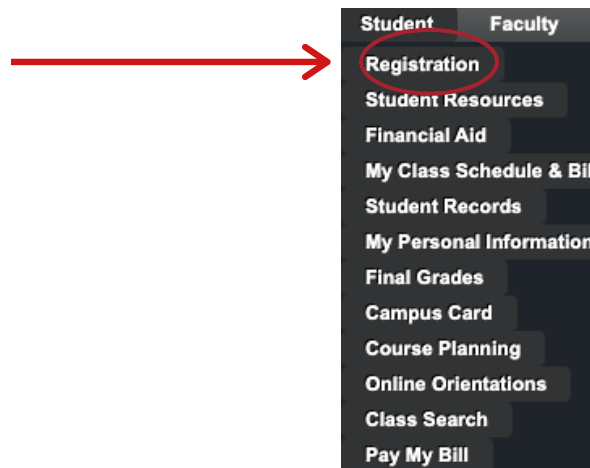 Student Faculty
Registration
Student Resources
Financial Aid
My Class Schedule & Bil
Student Records
My Personal Information
Final Grades
Campus Card
Course Planning
Online Orientations
Class Search
Pay My Bill